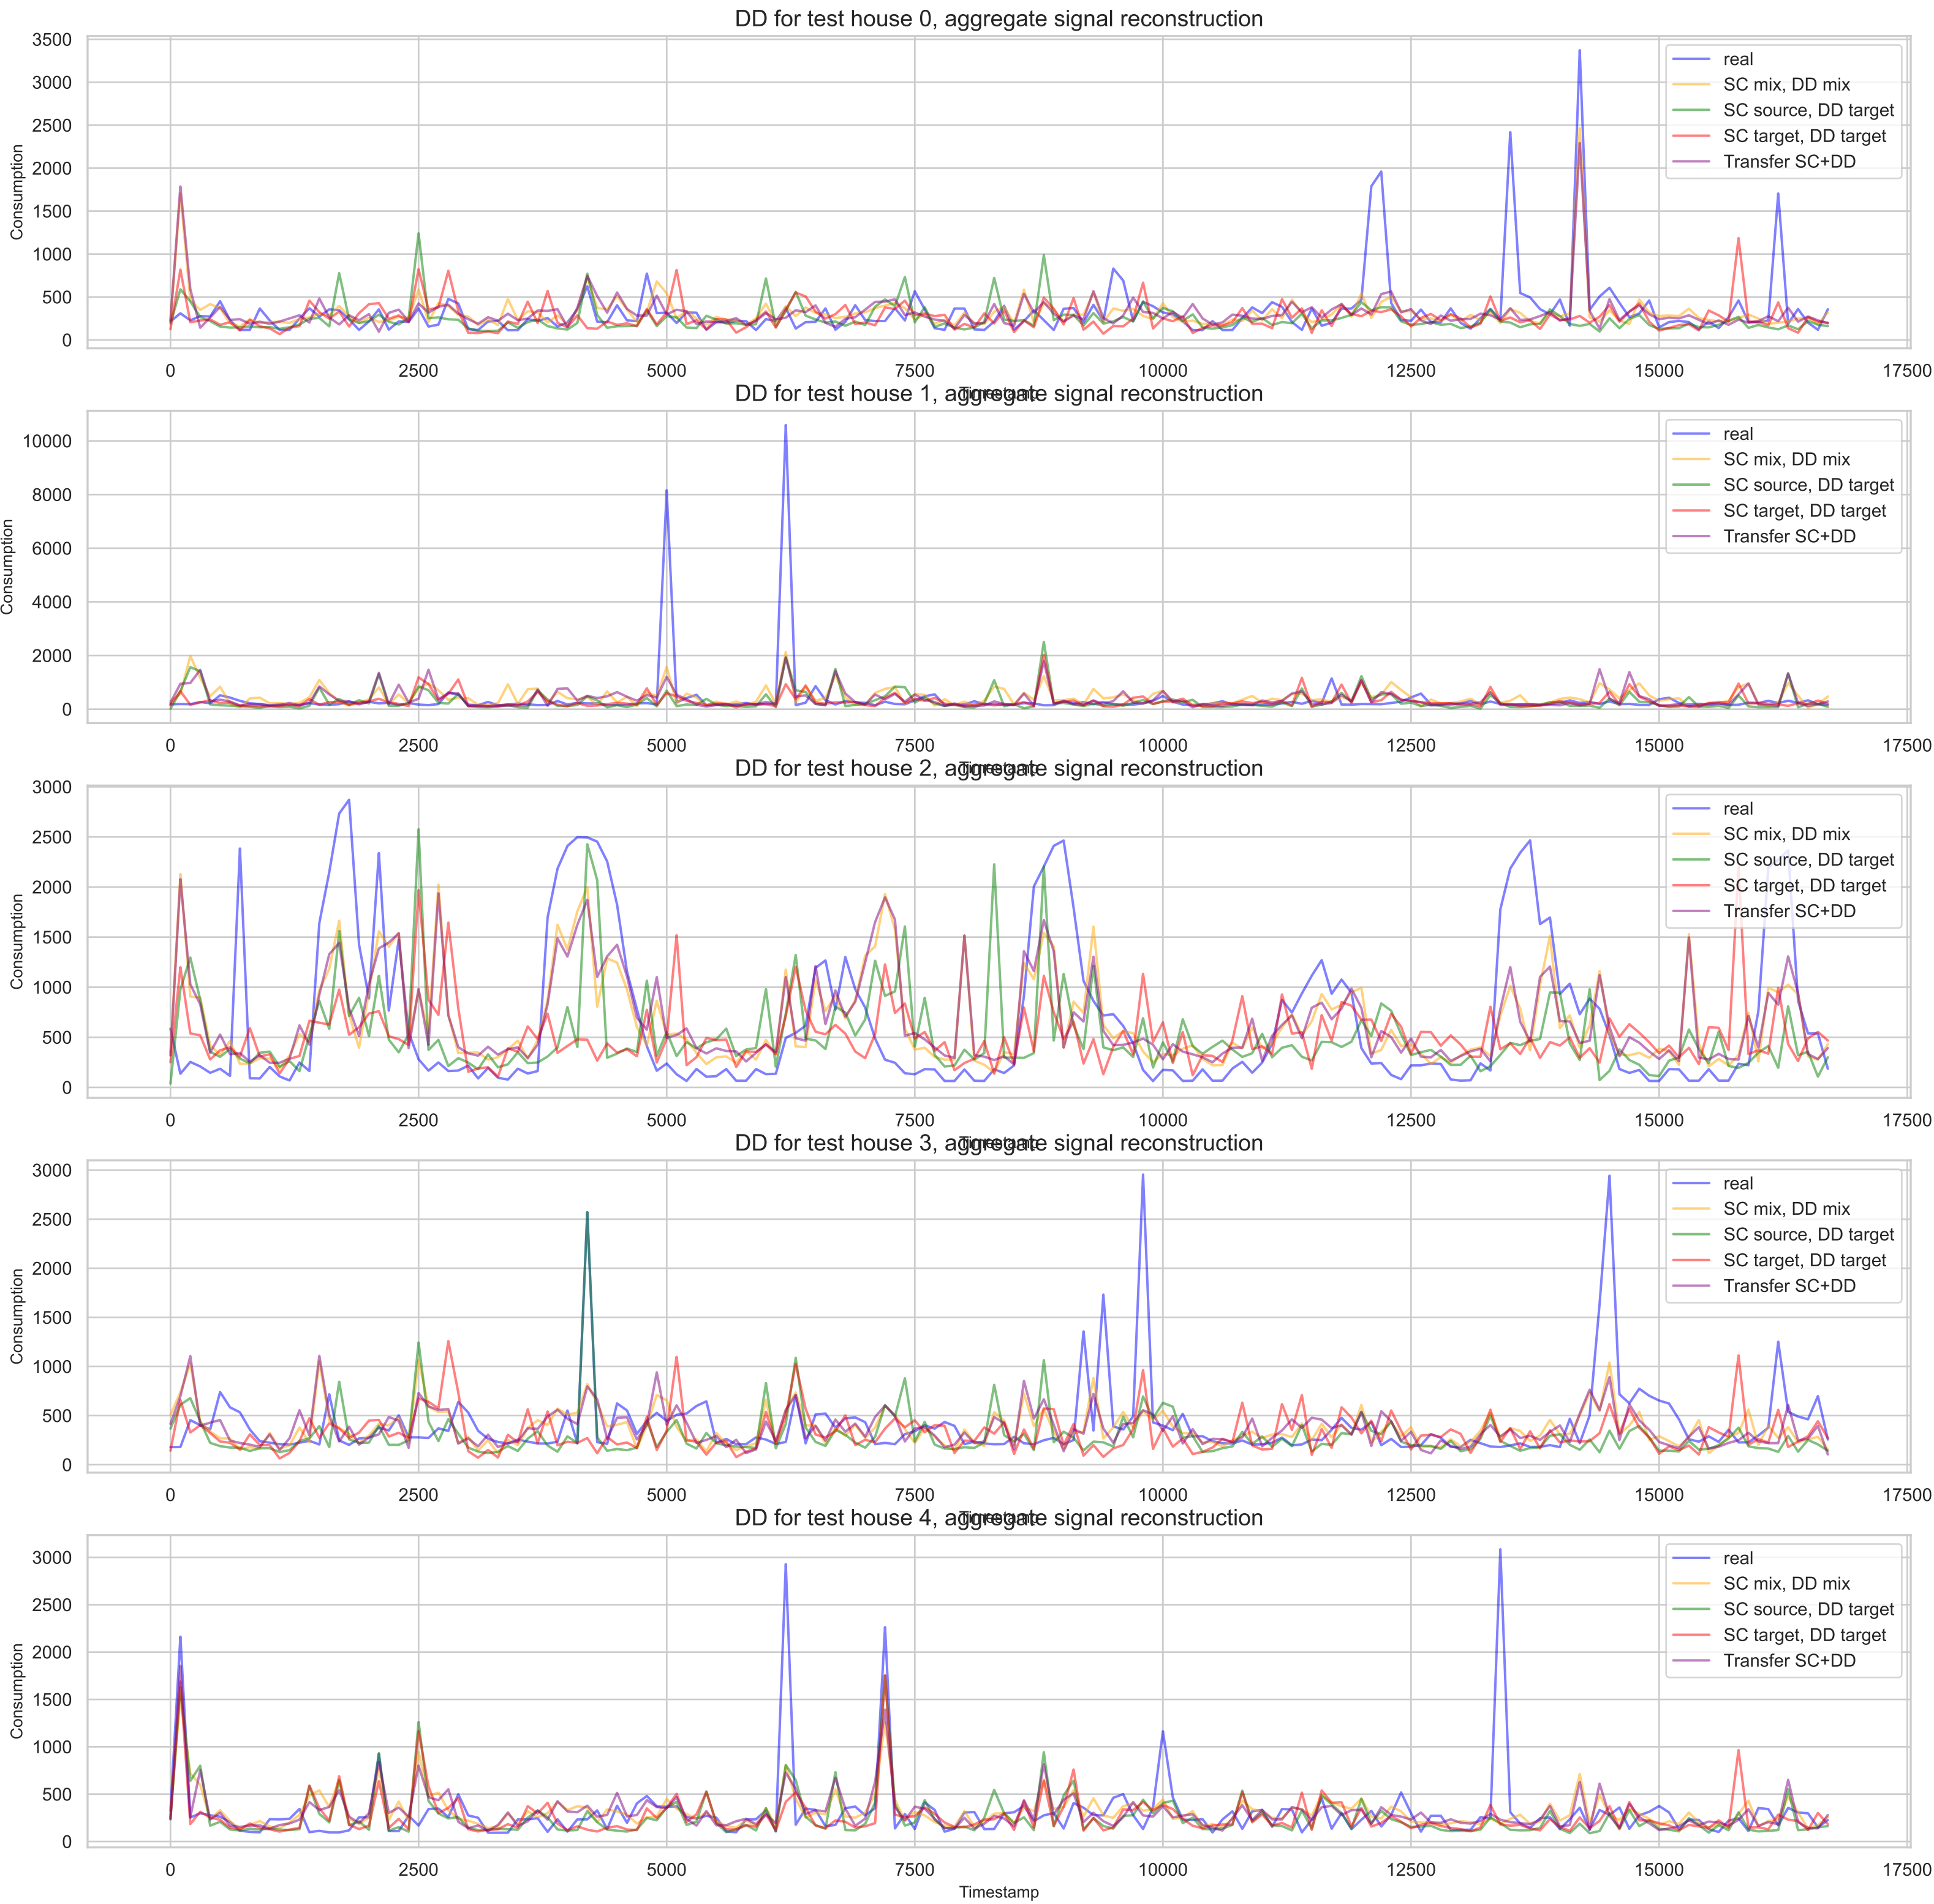 DD for test house 0, aggregate signal reconstruction
3500
3000
2500
2000
1500
1000
500
0
Consumption
real
SC mix, DD mix
SC source, DD target
SC target, DD target
Transfer SC+DD
0 2500 5000 7500 10000 12500 15000 17500
Timestamp
DD for test house 1, aggregate signal reconstruction
10000
8000
6000
4000
2000
0
Consumption
real
SC mix, DD mix
SC source, DD target
SC target, DD target
Transfer SC+DD
0 2500 5000 7500 10000 12500 15000 17500
Timestamp
DD for test house 2, aggregate signal reconstruction
3000
2500
2000
1500
1000
500
0
Consumption
real
SC mix, DD mix
SC source, DD target
SC target, DD target
Transfer SC+DD
0 2500 5000 7500 10000 12500 15000 17500
Timestamp
DD for test house 3, aggregate signal reconstruction
3000
2500
2000
1500
1000
500
0
Consumption
real
SC mix, DD mix
SC source, DD target
SC target, DD target
Transfer SC+DD
0 2500 5000 7500 10000 12500 15000 17500
Timestamp
DD for test house 4, aggregate signal reconstruction
3000
2500
2000
1500
1000
500
0
Consumption
real
SC mix, DD mix
SC source, DD target
SC target, DD target
Transfer SC+DD
0 2500 5000 7500 10000 12500 15000 17500
Timestamp